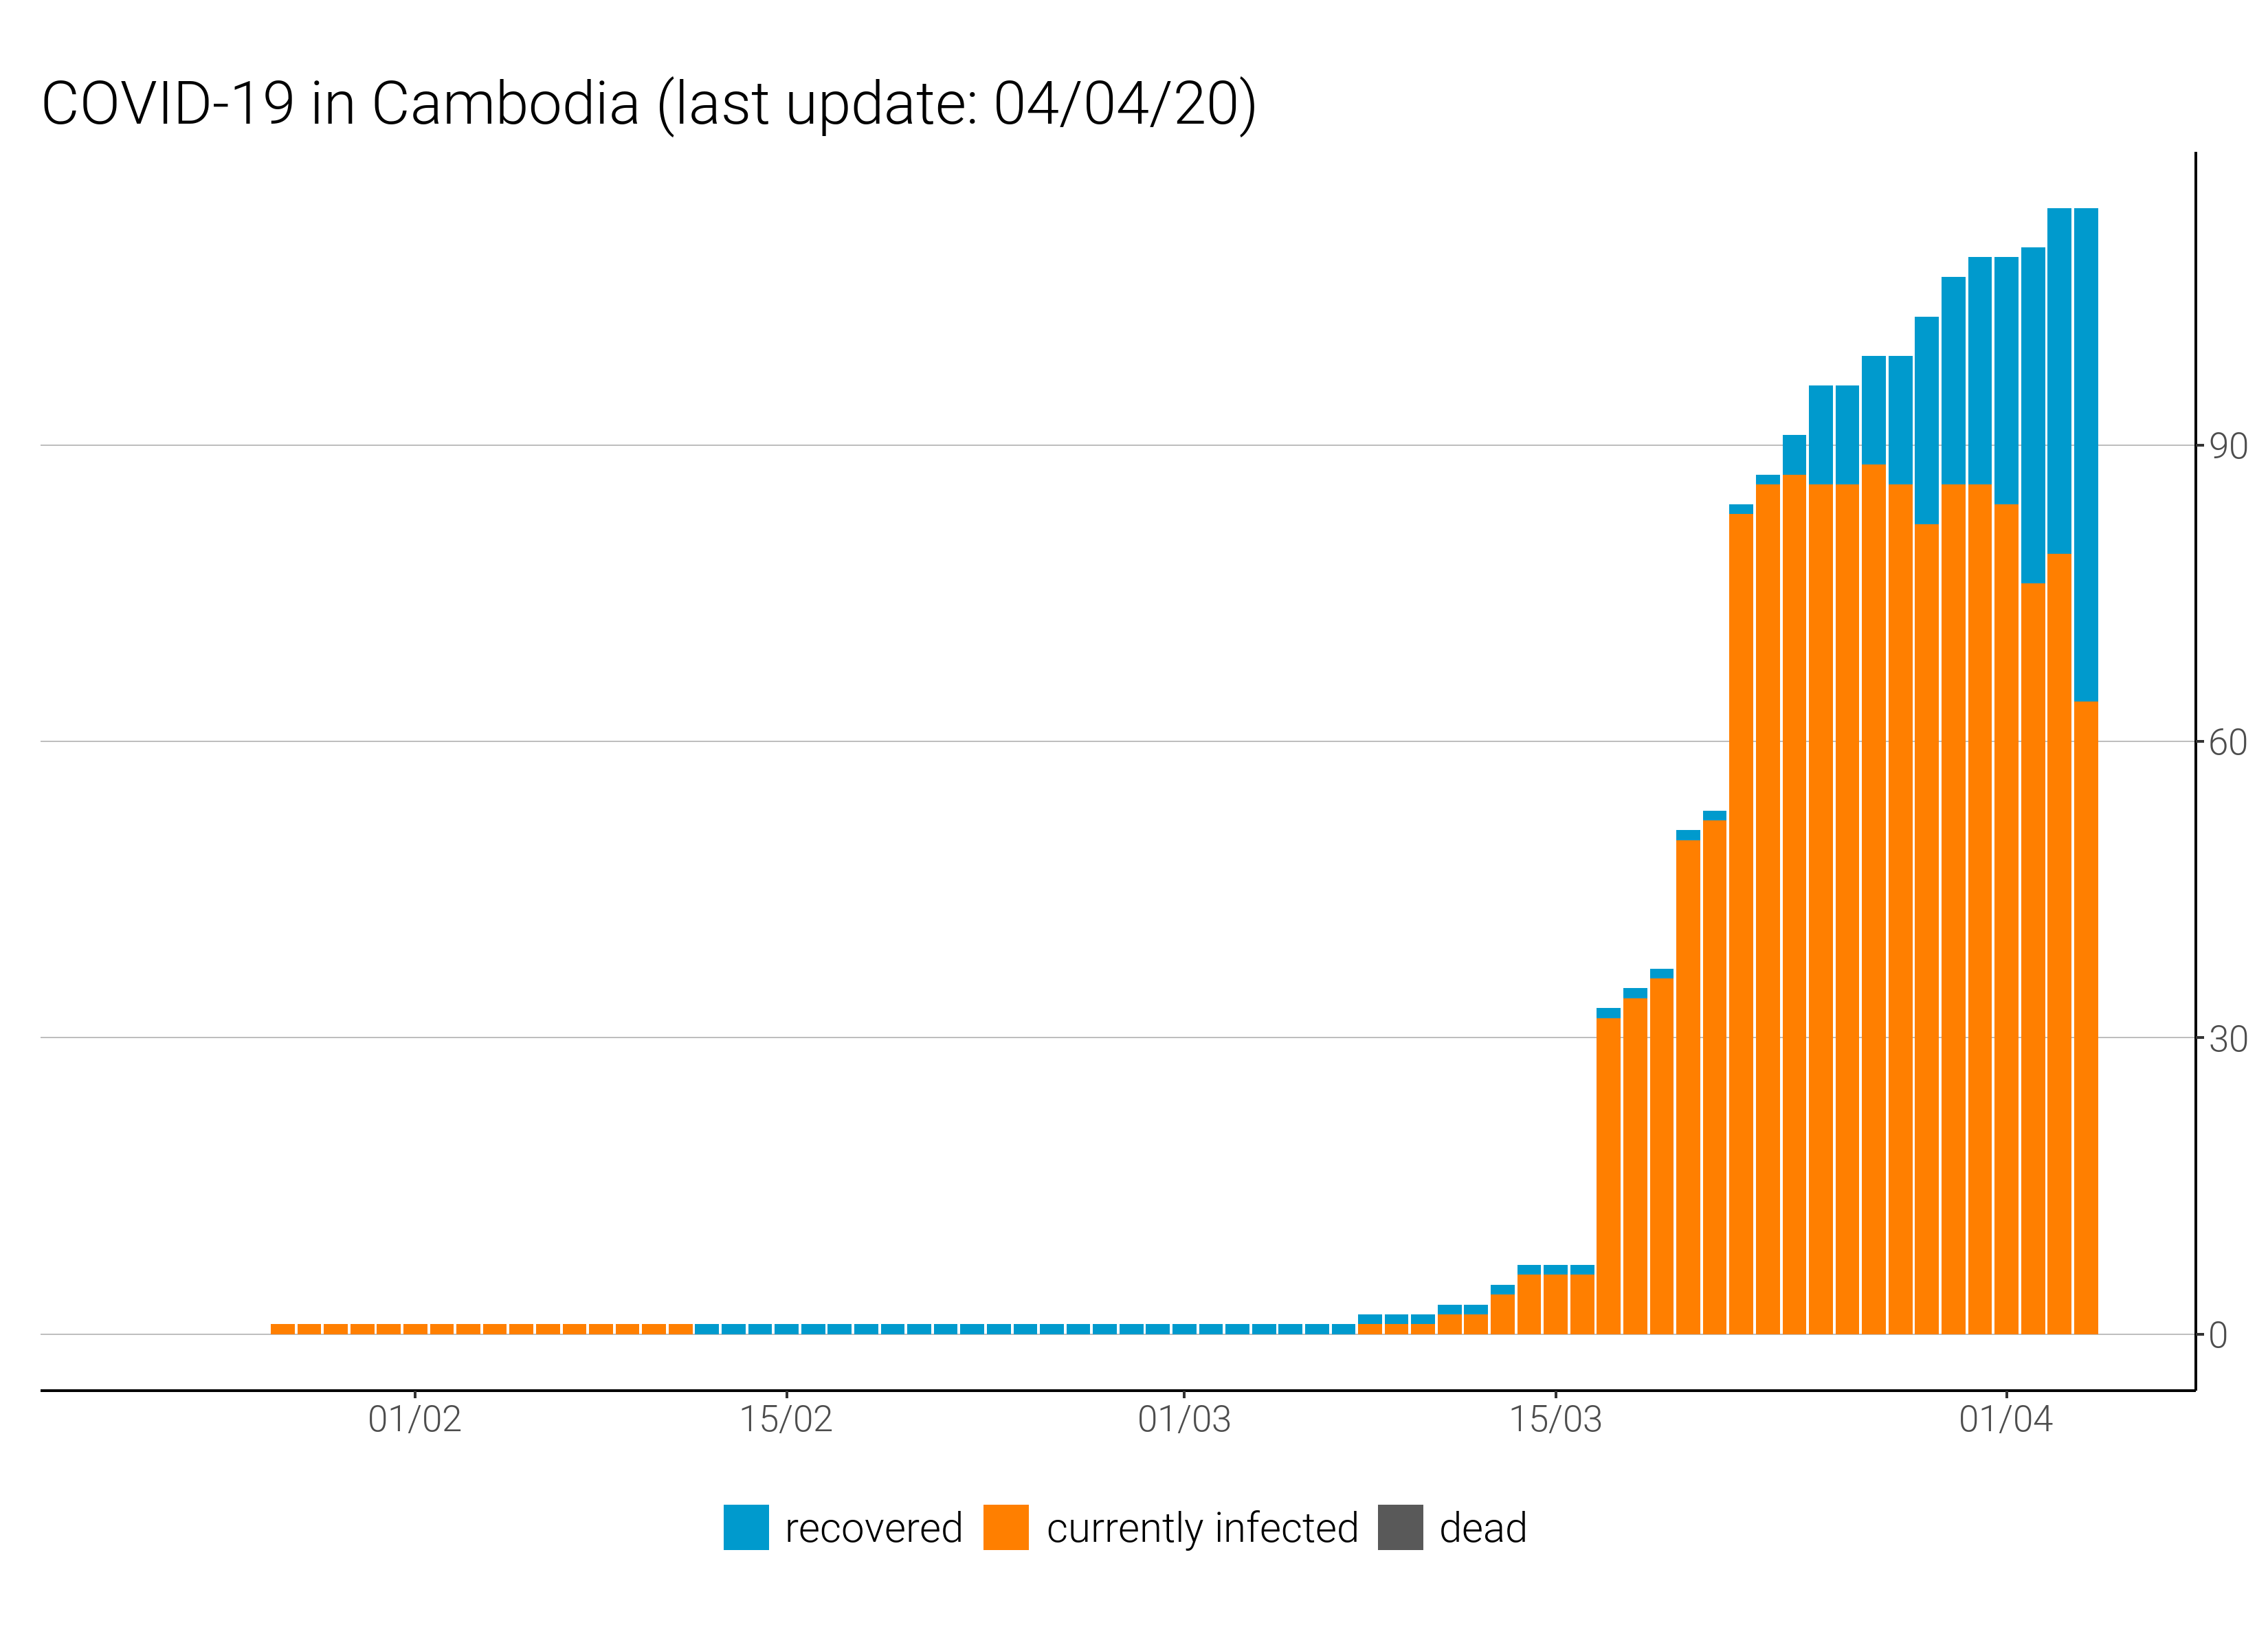 COVID-19 in Cambodia (last update: 04/04/20)
90
60
30
0
01/02 15/02 01/03 15/03 01/04
recovered currently infected dead